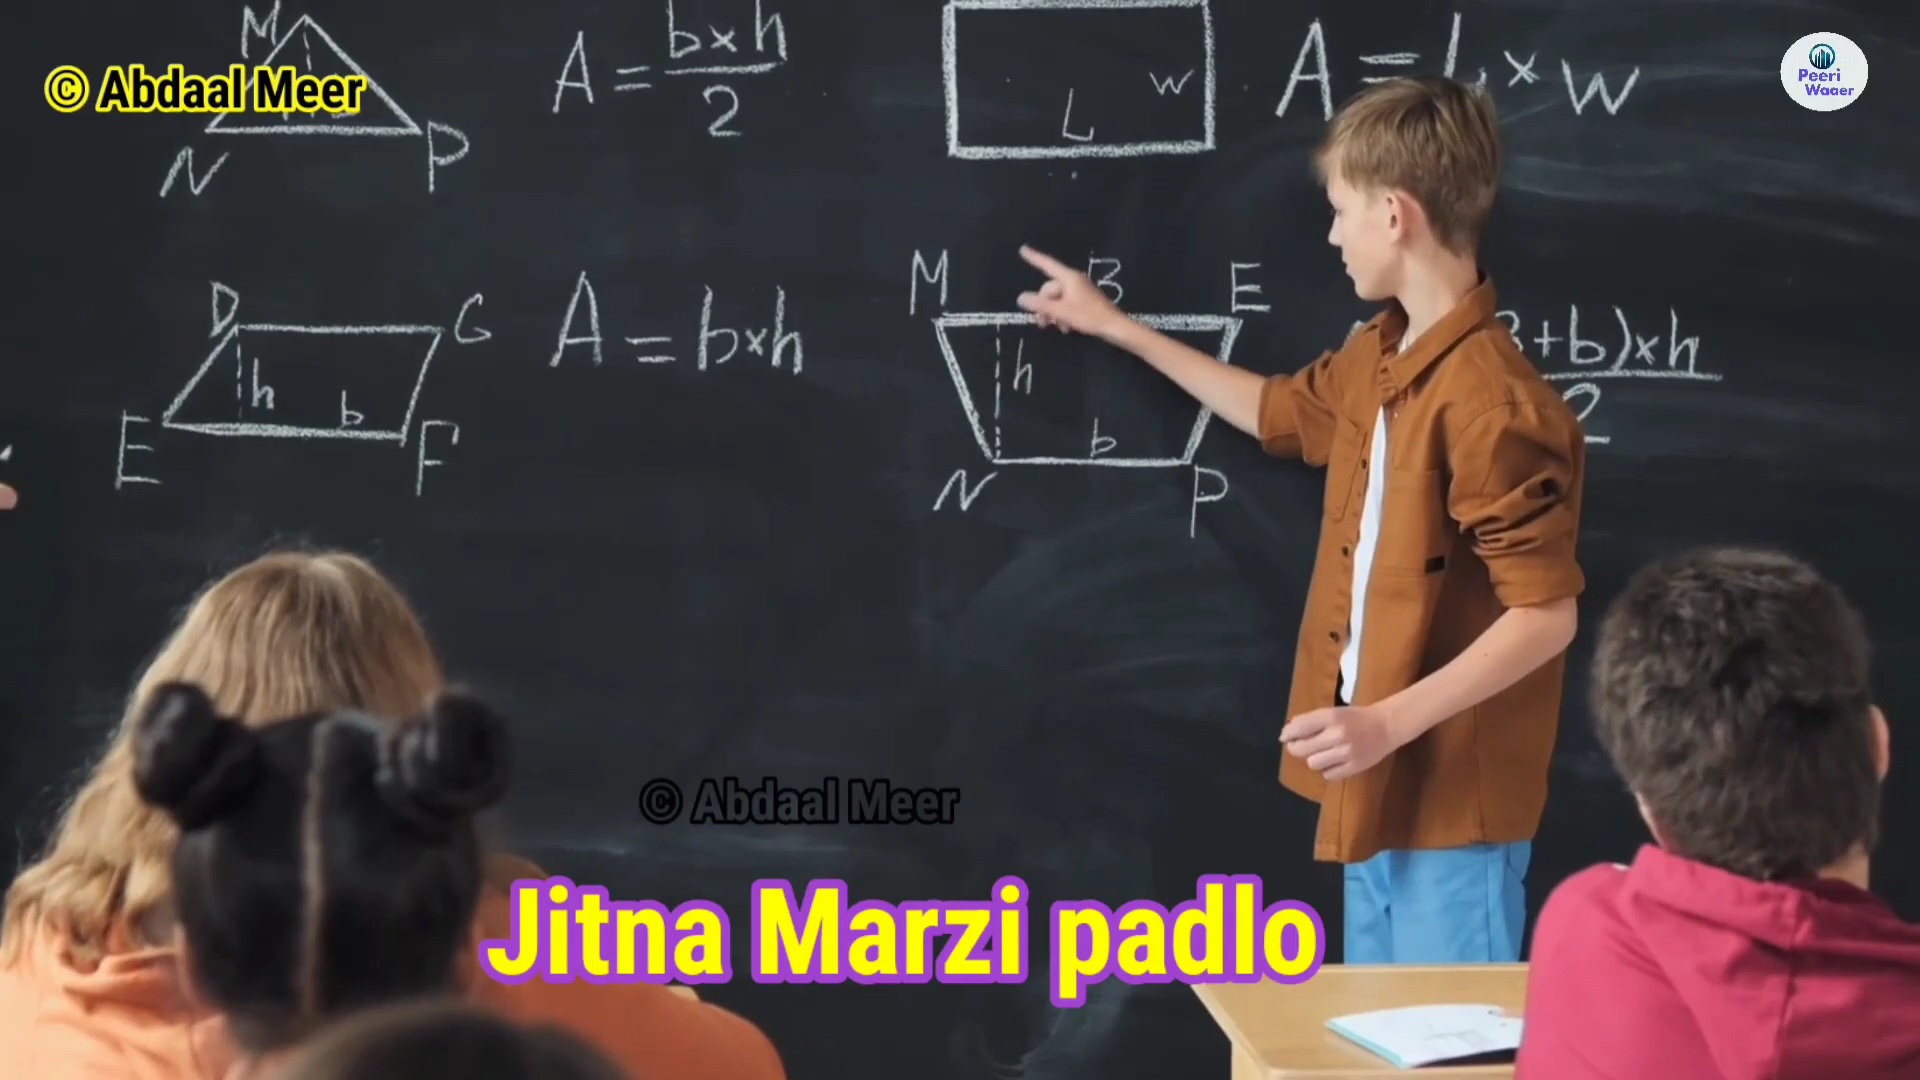 © Abdaal Meer
M
N
P
A = b×h
2
L
W
A = L × W
Peeri
Waaer
D
G
E
F
h
b
A = b×h
M
B
E
h
b
N
P
+b)×h
2
© Abdaal Meer
Jitna Marzi padlo